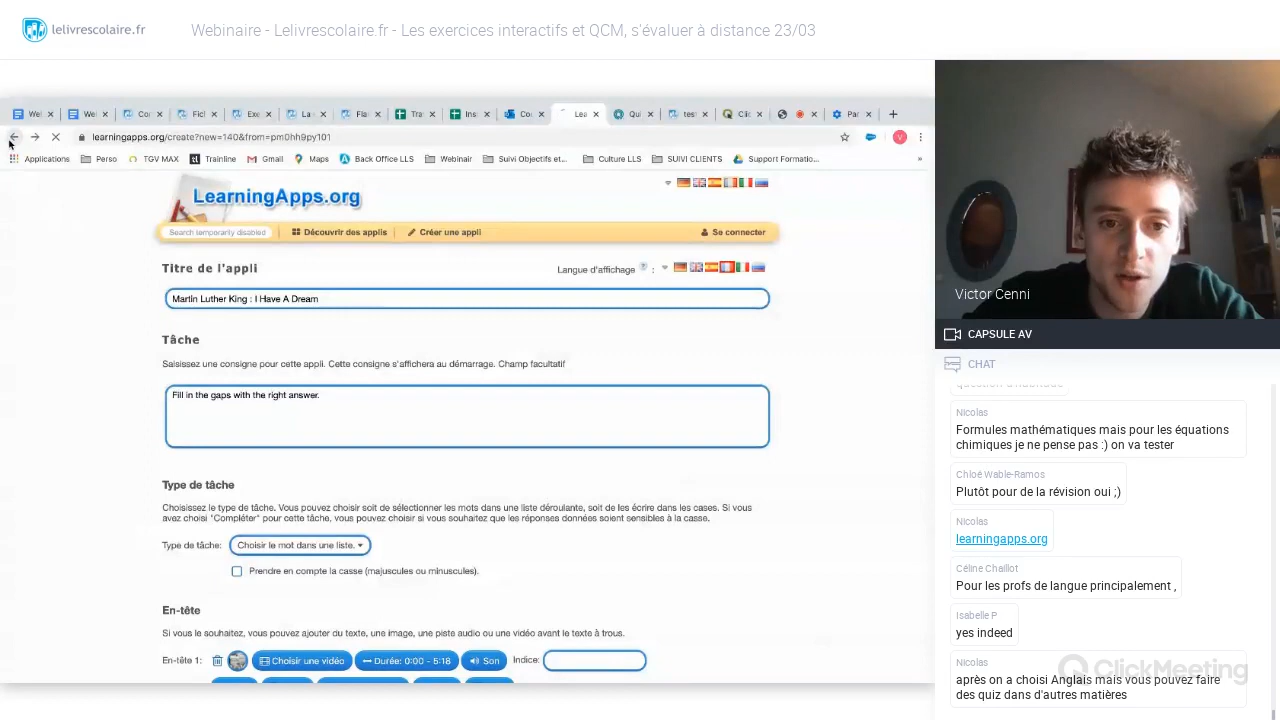 lelivrescolaire.fr
Webinaire - Lelivrescolaire.fr - Les exercices interactifs et QCM, s'évaluer à distance 23/03
learningapps.org/create?new=140&from=pm0hh9py101
V
Applications Perso TGV MAX Trainline Gmail Maps Back Office LLS Webinair Suivi Objectifs et... Culture LLS SUIVI CLIENTS Support Formatio... »
LearningApps.org
Search temporarily disabled Découvrir des applis Créer une appli Se connecter
Titre de l'appli
Langue d'affichage ? :
Martin Luther King : I Have A Dream
Tâche
Saisissez une consigne pour cette appli. Cette consigne s'affichera au démarrage. Champ facultatif
Fill in the gaps with the right answer.
Type de tâche
Choisissez le type de tâche. Vous pouvez choisir soit de sélectionner les mots dans une liste déroulante, soit de les écrire dans les cases. Si vous
avez choisi "Compléter" pour cette tâche, vous pouvez choisir si vous souhaitez que les réponses données soient sensibles à la casse.
Type de tâche: Choisir le mot dans une liste.
Prendre en compte la casse (majuscules ou minuscules).
En-tête
Si vous le souhaitez, vous pouvez ajouter du texte, une image, une piste audio ou une vidéo avant le texte à trous.
En-tête 1: Choisir une vidéo Durée: 0:00 - 5:18 Son Indice:
Victor Cenni
CAPSULE AV
CHAT
question d'habitude
Nicolas
Formules mathématiques mais pour les équations
chimiques je ne pense pas :) on va tester
Chloé Wable-Ramos
Plutôt pour de la révision oui ;)
Nicolas
learningapps.org
Céline Chaillot
Pour les profs de langue principalement ,
Isabelle P
yes indeed
Nicolas
après on a choisi Anglais mais vous pouvez faire
des quiz dans d'autres matières
ClickMeeting